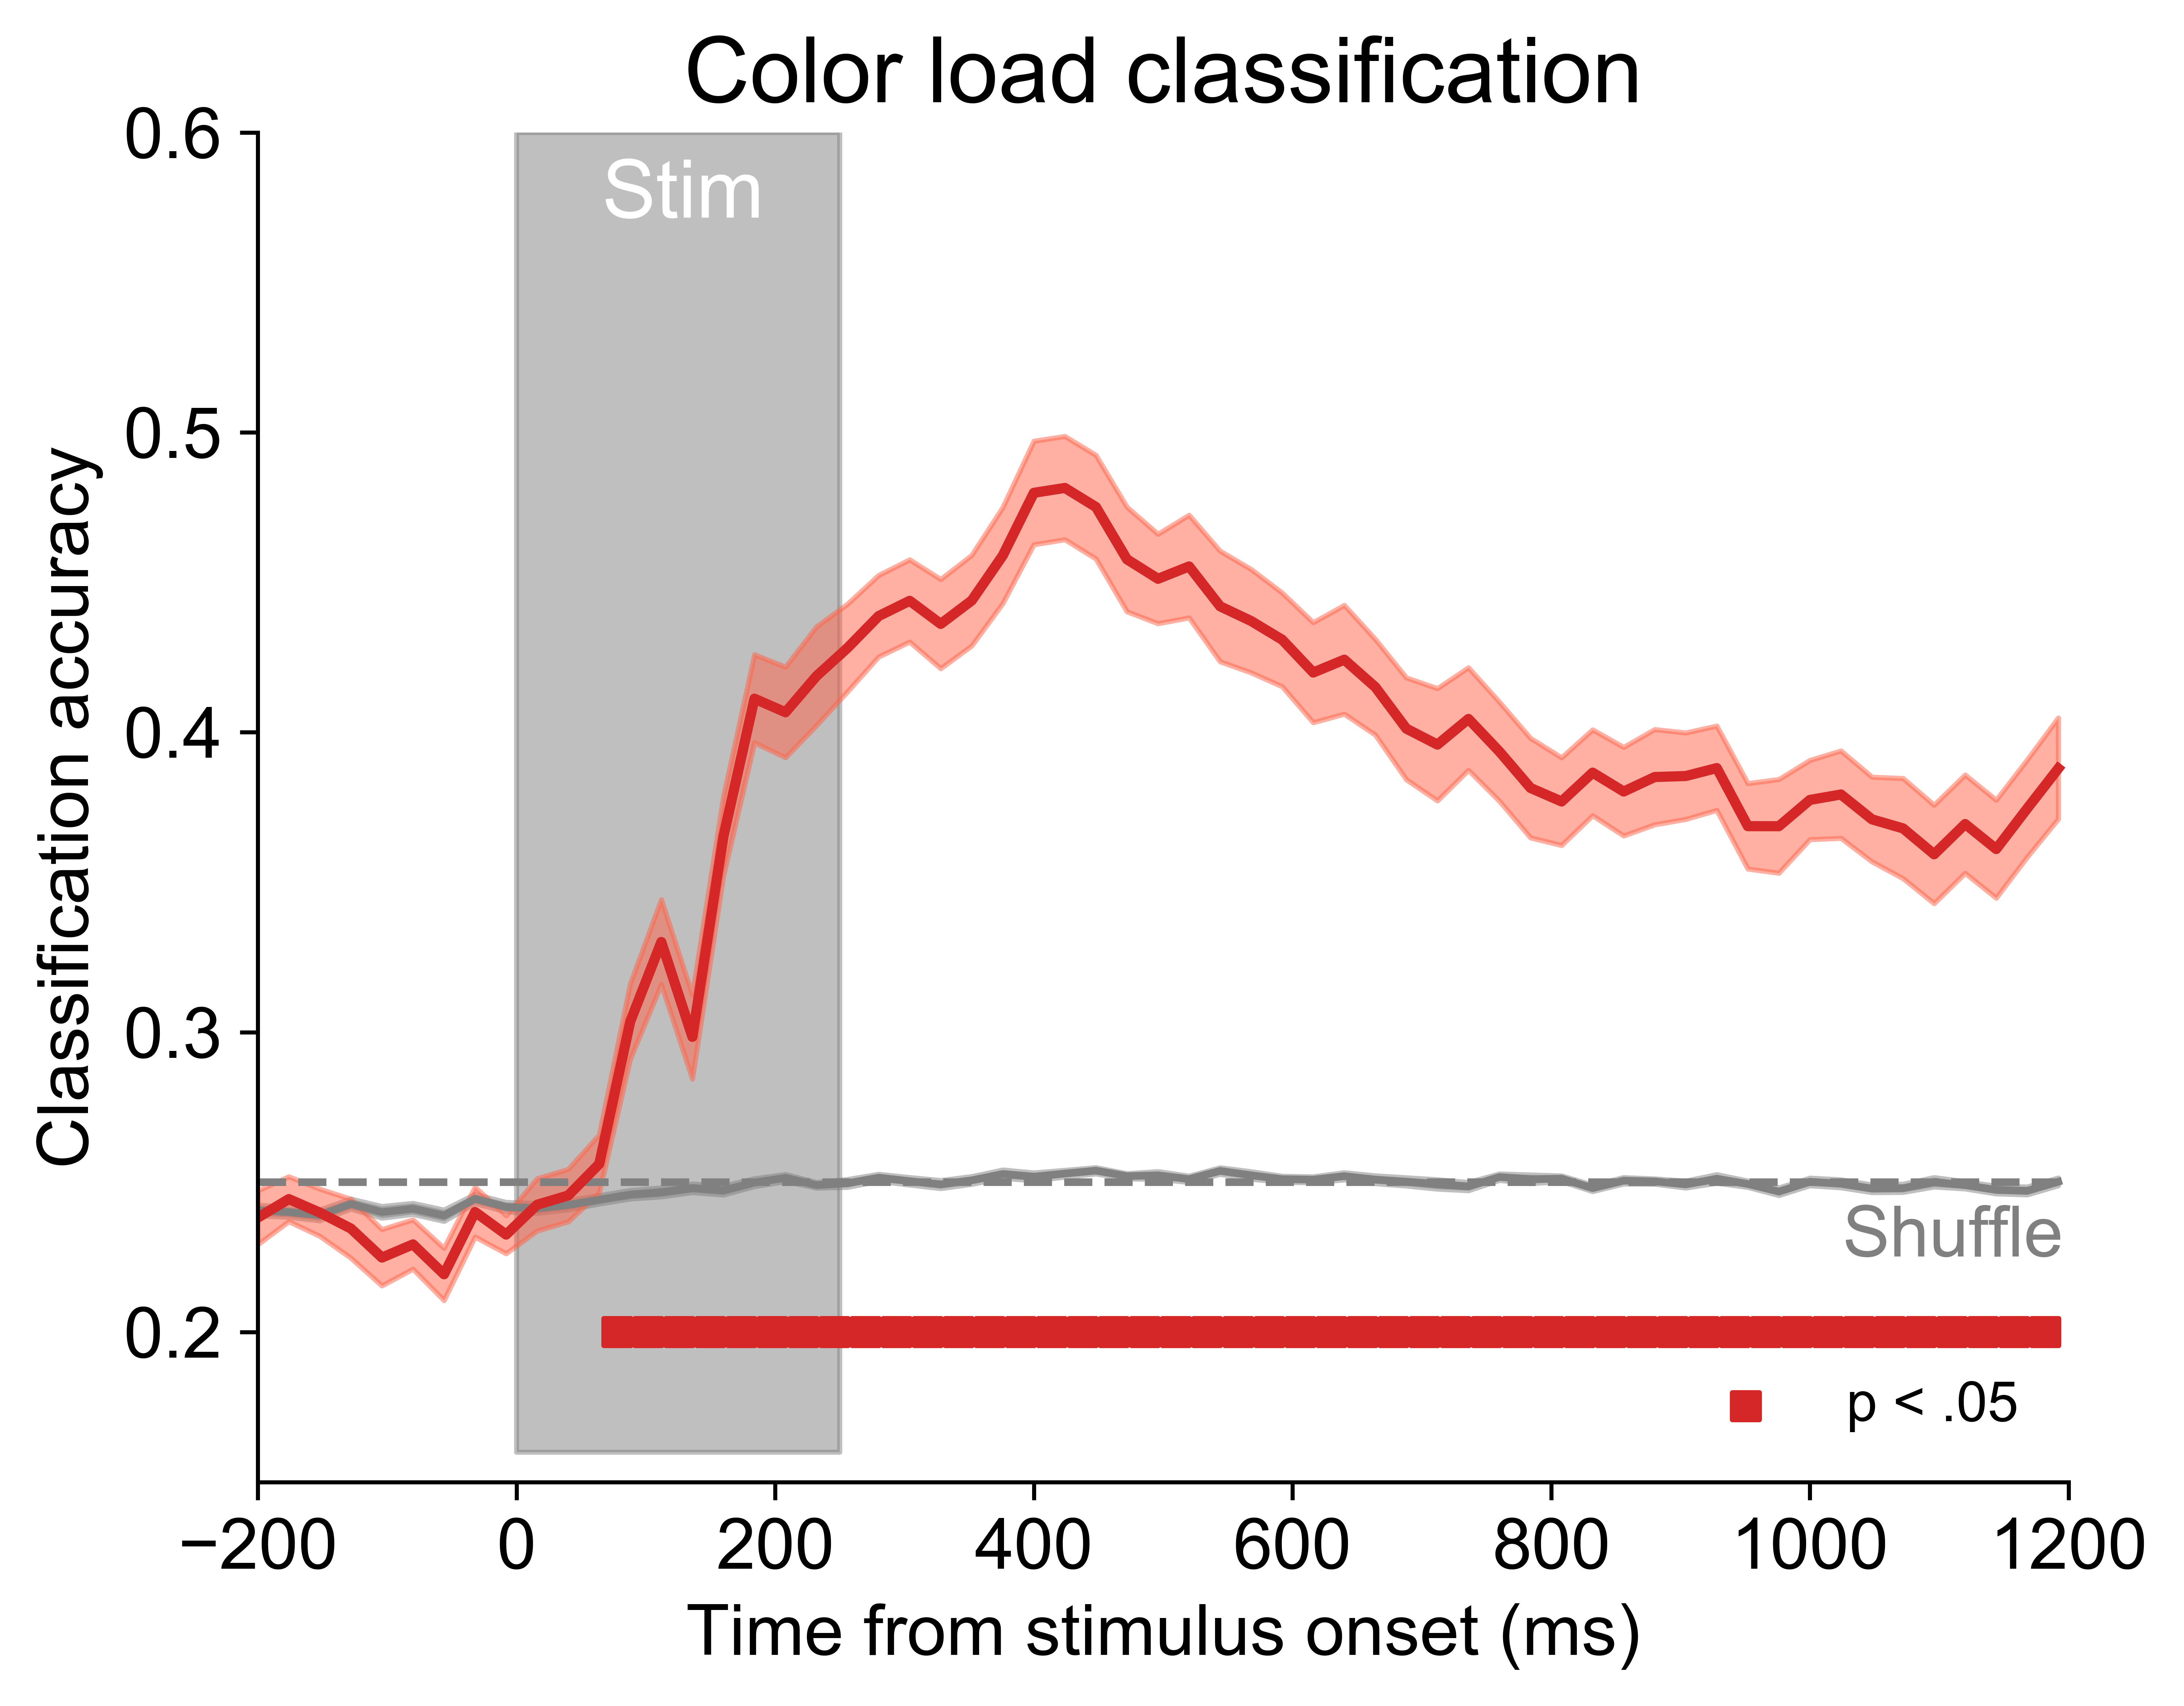 Color load classification
0.6
0.5
0.4
0.3
0.2
Classification accuracy
Stim
Shuffle
p < .05
−200 0 200 400 600 800 1000 1200
Time from stimulus onset (ms)